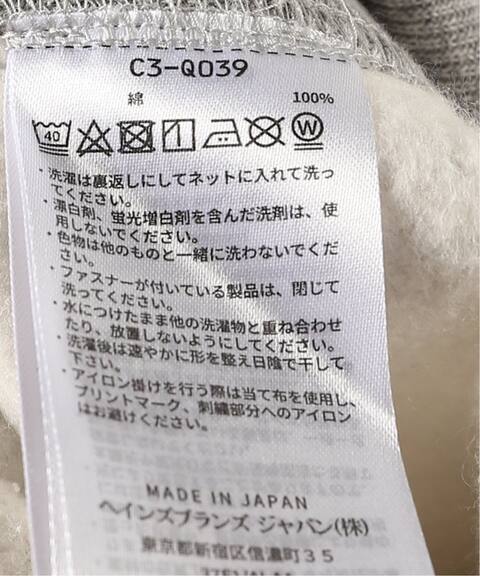 C3-Q039
綿 100%
40 W
・洗濯は裏返しにしてネットに入れて洗っ
てください。
・漂白剤、蛍光増白剤を含んだ洗剤は、使
用しないでください。
・色物は他のものと一緒に洗わないでくだ
さい。
・ファスナーが付いている製品は、閉じて
洗ってください。
・水につけたまま他の洗濯物と重ね合わせ
たり、放置しないようにしてください。
・洗濯後は速やかに形を整え日陰で干して
下さい。
・アイロン掛けを行う際は当て布を使用し、
プリントマーク、刺繍部分へのアイロン
はお避けください。
MADE IN JAPAN
ヘインズブランズ ジャパン(株)
東京都新宿区信濃町35